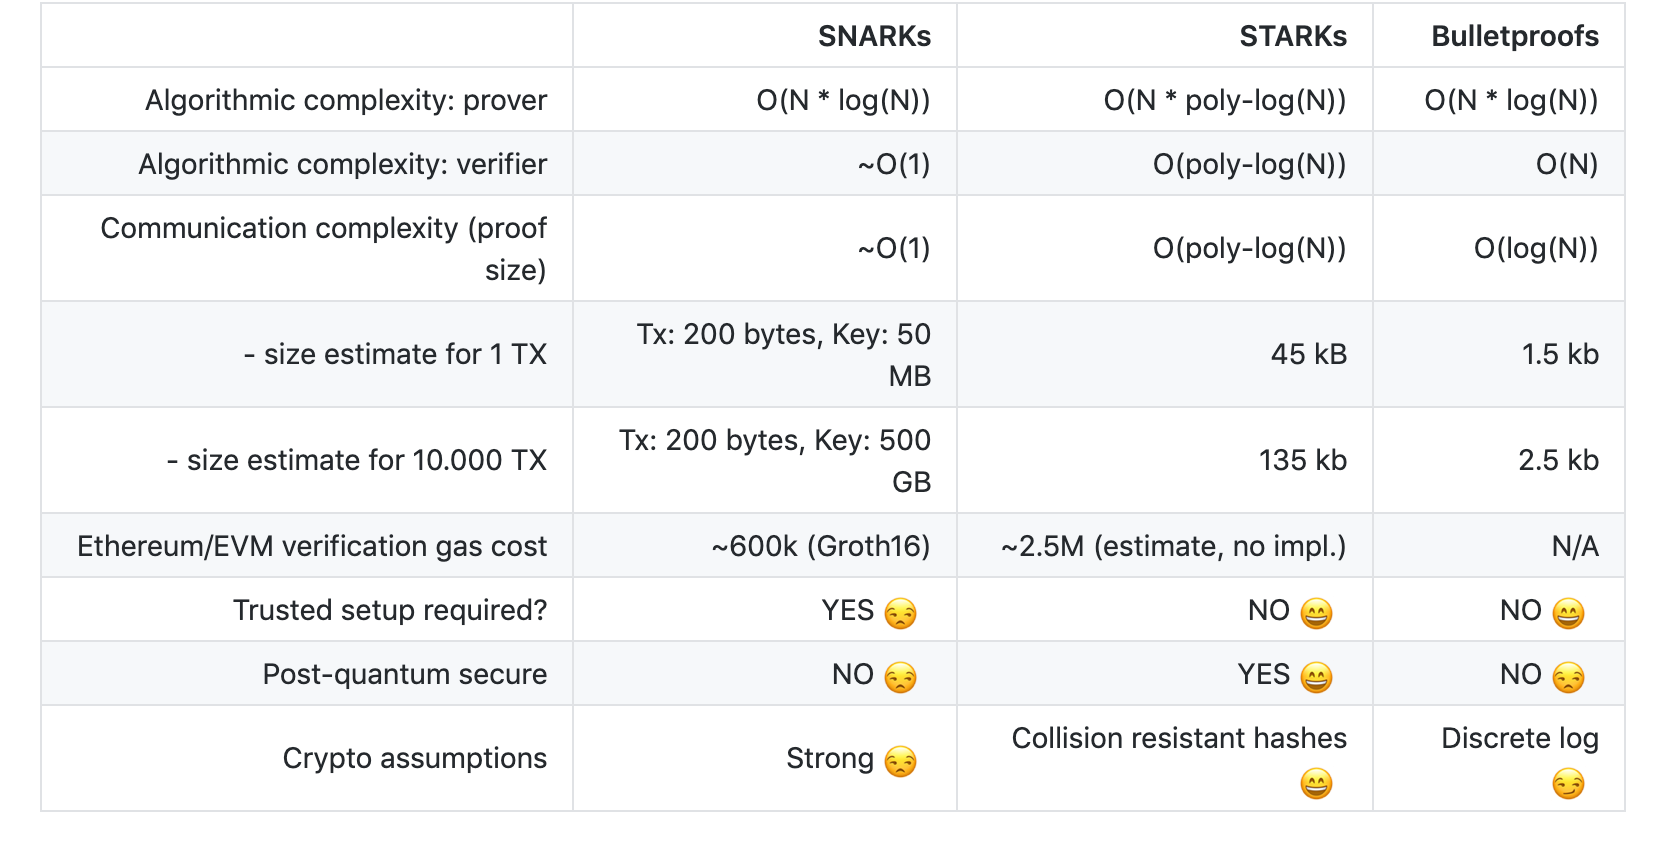 SNARKs STARKs Bulletproofs
Algorithmic complexity: prover O(N * log(N)) O(N * poly-log(N)) O(N * log(N))
Algorithmic complexity: verifier ~O(1) O(poly-log(N)) O(N)
Communication complexity (proof
size) ~O(1) O(poly-log(N)) O(log(N))
- size estimate for 1 TX Tx: 200 bytes, Key: 50
MB 45 kB 1.5 kb
- size estimate for 10.000 TX Tx: 200 bytes, Key: 500
GB 135 kb 2.5 kb
Ethereum/EVM verification gas cost ~600k (Groth16) ~2.5M (estimate, no impl.) N/A
Trusted setup required? YES 😒 NO 😄 NO 😄
Post-quantum secure NO 😒 YES 😄 NO 😒
Crypto assumptions Strong 😒 Collision resistant hashes
😄 Discrete log
😏